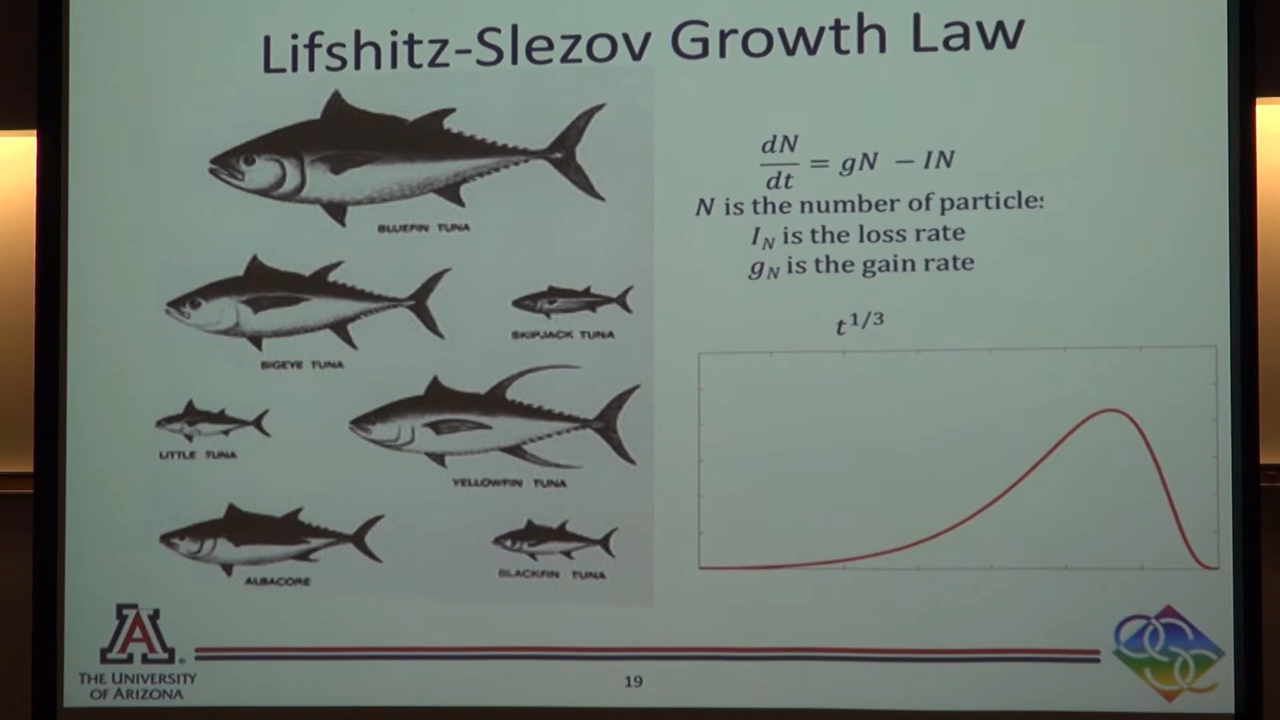 Lifshitz-Slezov Growth Law
BLUEFIN TUNA
BIGEYE TUNA
SKIPJACK TUNA
LITTLE TUNA
YELLOWFIN TUNA
ALBACORE
BLACKFIN TUNA
dN/dt = gN − IN
N is the number of particle:
I_N is the loss rate
g_N is the gain rate
t^1/3
A
THE UNIVERSITY
OF ARIZONA
19
OSC